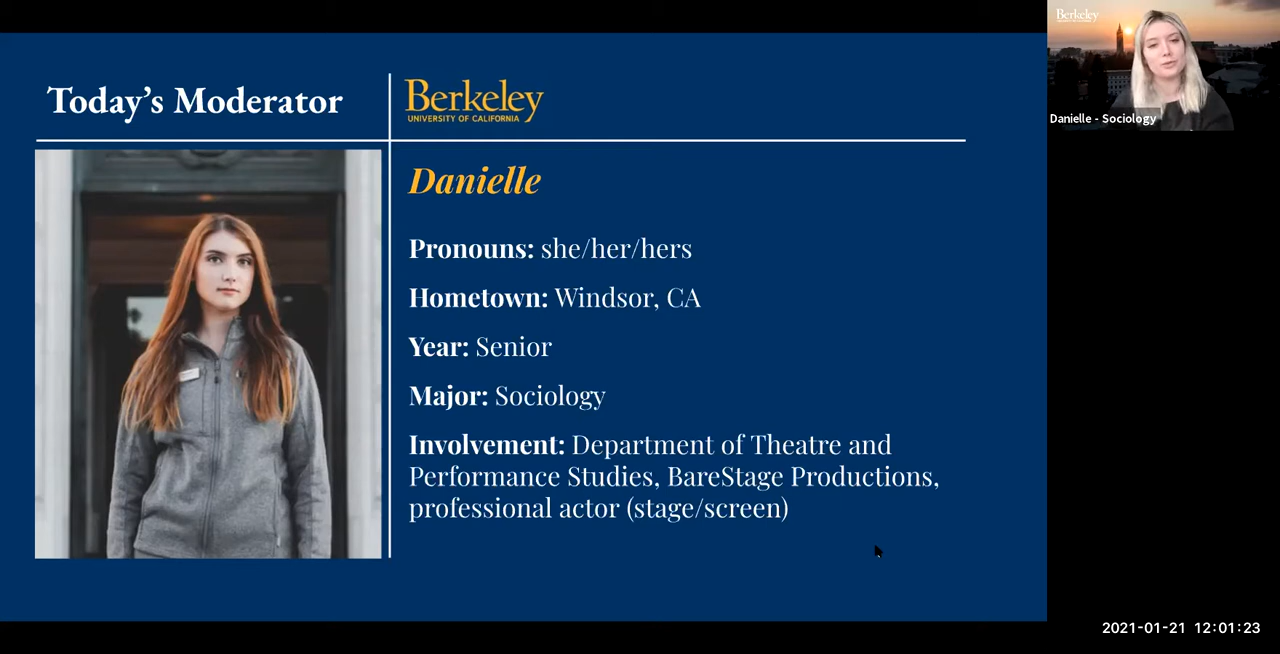 Today's Moderator
Berkeley
UNIVERSITY OF CALIFORNIA
Danielle
Pronouns: she/her/hers
Hometown: Windsor, CA
Year: Senior
Major: Sociology
Involvement: Department of Theatre and
Performance Studies, BareStage Productions,
professional actor (stage/screen)
Berkeley
Danielle - Sociology
2021-01-21 12:01:23